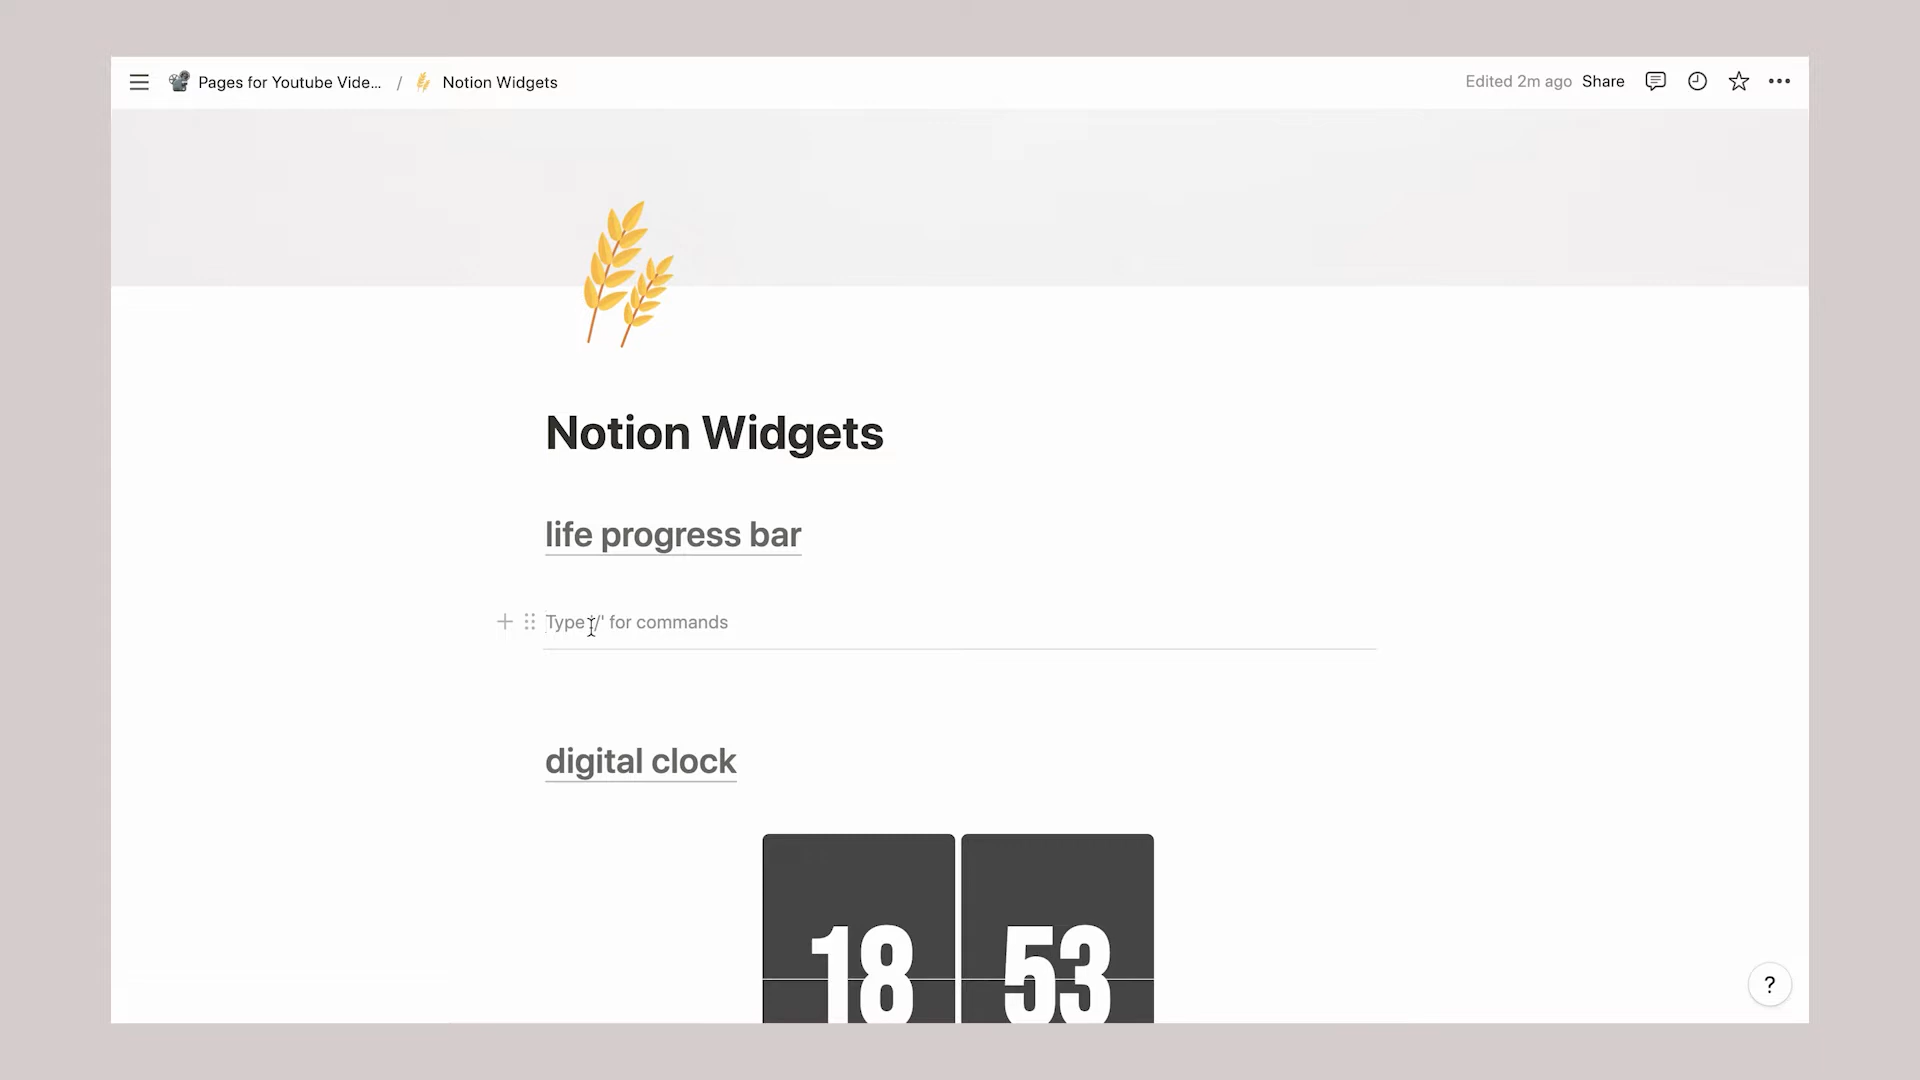 Pages for Youtube Vide... / Notion Widgets
Edited 2m ago Share
Notion Widgets
life progress bar
Type '/' for commands
digital clock
18 53
?